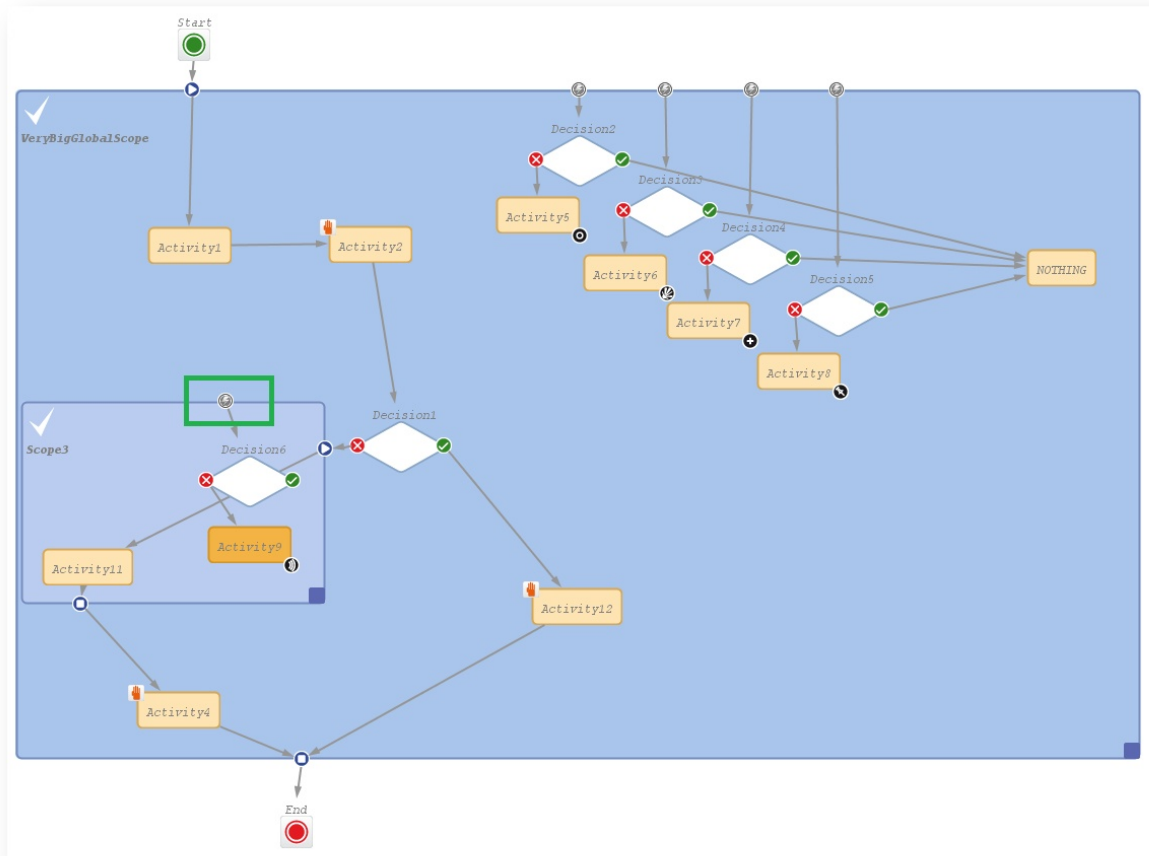 Start
VeryBigGlobalScope
Decision2
Decision3
Activity5
Decision4
Activity1
Activity2
Activity6
NOTHING
Decision5
Activity7
Activity8
Decision1
Scope3
Decision6
Activity9
Activity11
Activity12
Activity4
End